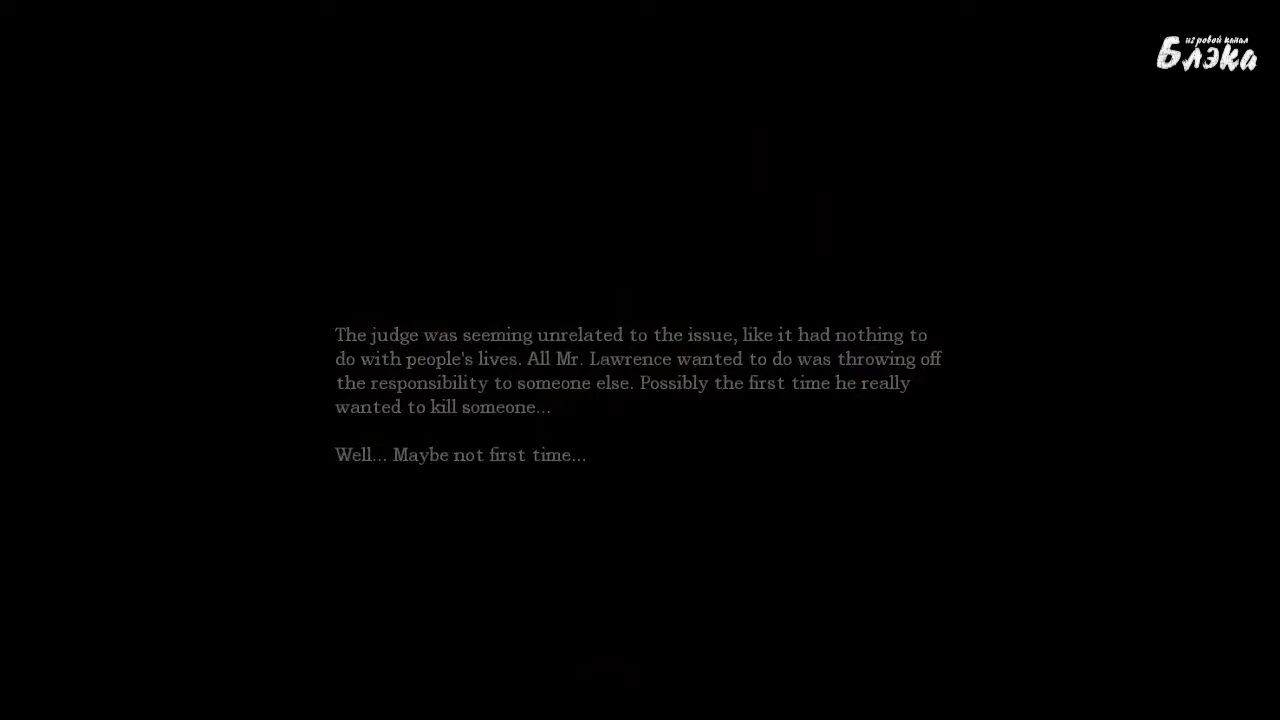 игровой канал
Блэка
The judge was seeming unrelated to the issue, like it had nothing to
do with people's lives. All Mr. Lawrence wanted to do was throwing off
the responsibility to someone else. Possibly the first time he really
wanted to kill someone...
Well... Maybe not first time...